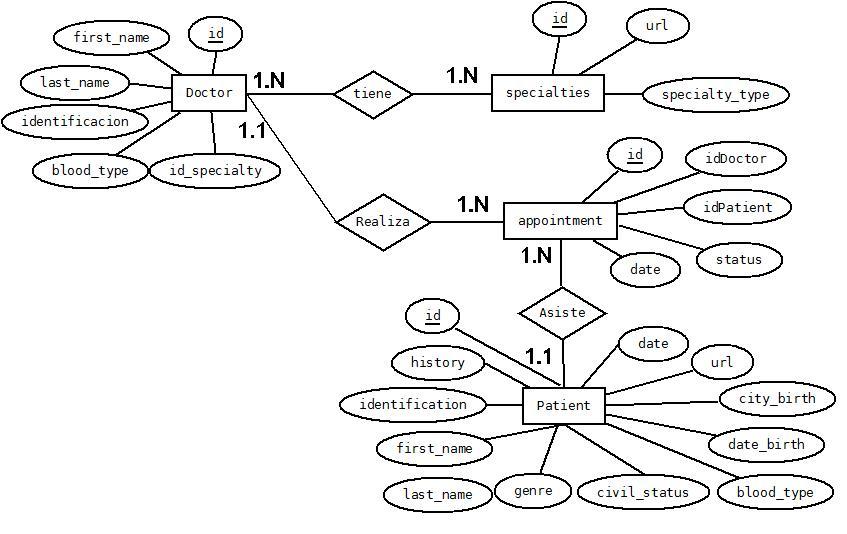 id
url
first_name
id
last_name
Doctor
1.N
tiene
1.N
specialties
specialty_type
identificacion
1.1
blood_type
id_specialty
id
idDoctor
Realiza
1.N
appointment
idPatient
1.N
status
date
id
Asiste
history
1.1
date
url
identification
Patient
city_birth
first_name
date_birth
last_name
genre
civil_status
blood_type